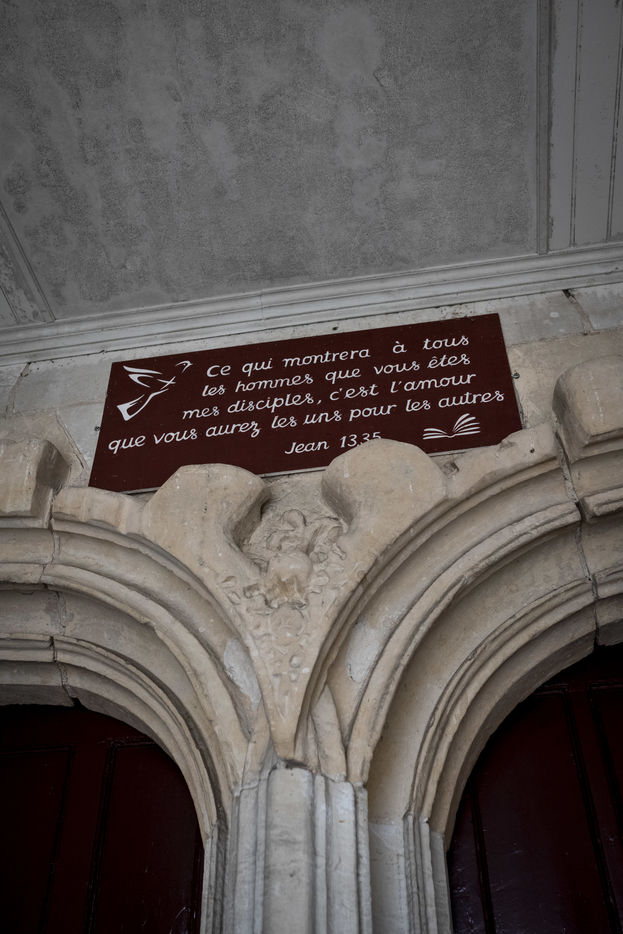 Ce qui montrera à tous
les hommes que vous êtes
mes disciples, c'est l'amour
que vous aurez les uns pour les autres
Jean 13.35